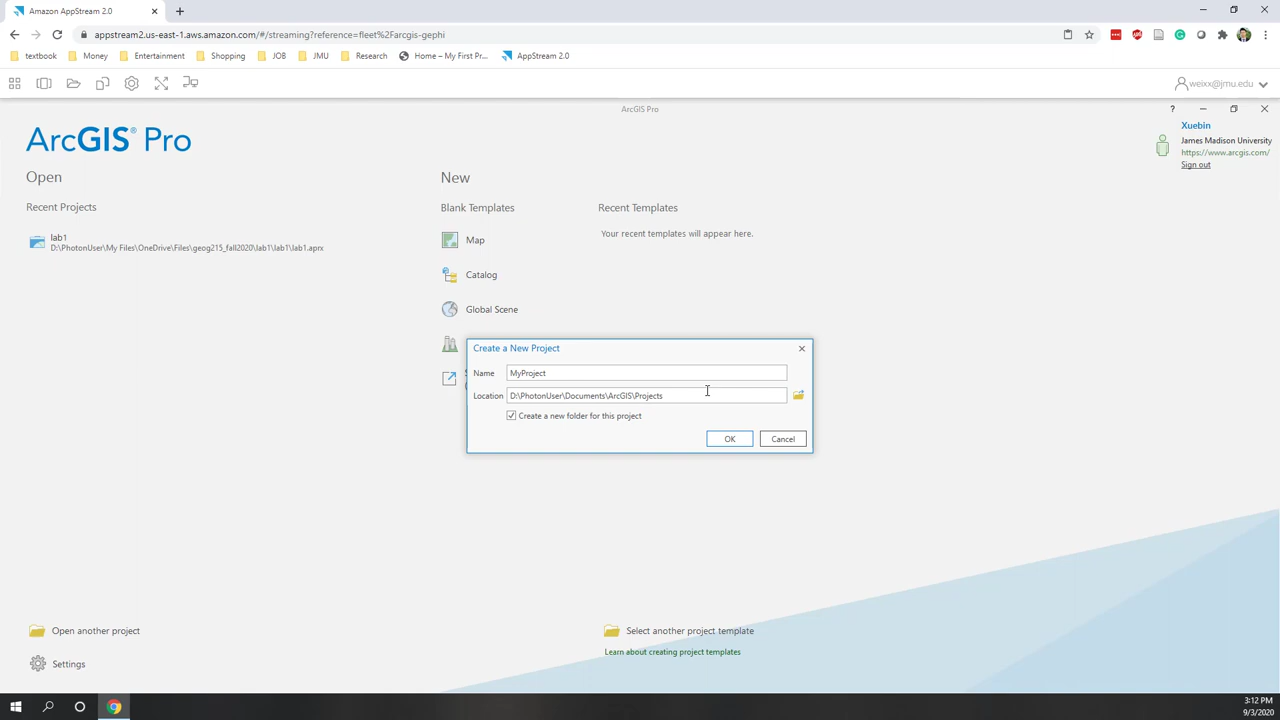 Amazon AppStream 2.0
appstream2.us-east-1.aws.amazon.com/#/streaming?reference=fleet%2Farcgis-gephi
textbook Money Entertainment Shopping JOB JMU Research Home – My First Pr... AppStream 2.0
weixx@jmu.edu
ArcGIS Pro
?
ArcGIS® Pro
Xuebin
James Madison University
https://www.arcgis.com/
Sign out
Open
Recent Projects
lab1
D:\PhotonUser\My Files\OneDrive\Files\geog215_fall2020\lab1\lab1\lab1.aprx
New
Blank Templates
Map
Catalog
Global Scene
Recent Templates
Your recent templates will appear here.
Create a New Project
Name MyProject
Location D:\PhotonUser\Documents\ArcGIS\Projects
Create a new folder for this project
OK Cancel
Open another project
Settings
Select another project template
Learn about creating project templates
3:12 PM
9/3/2020